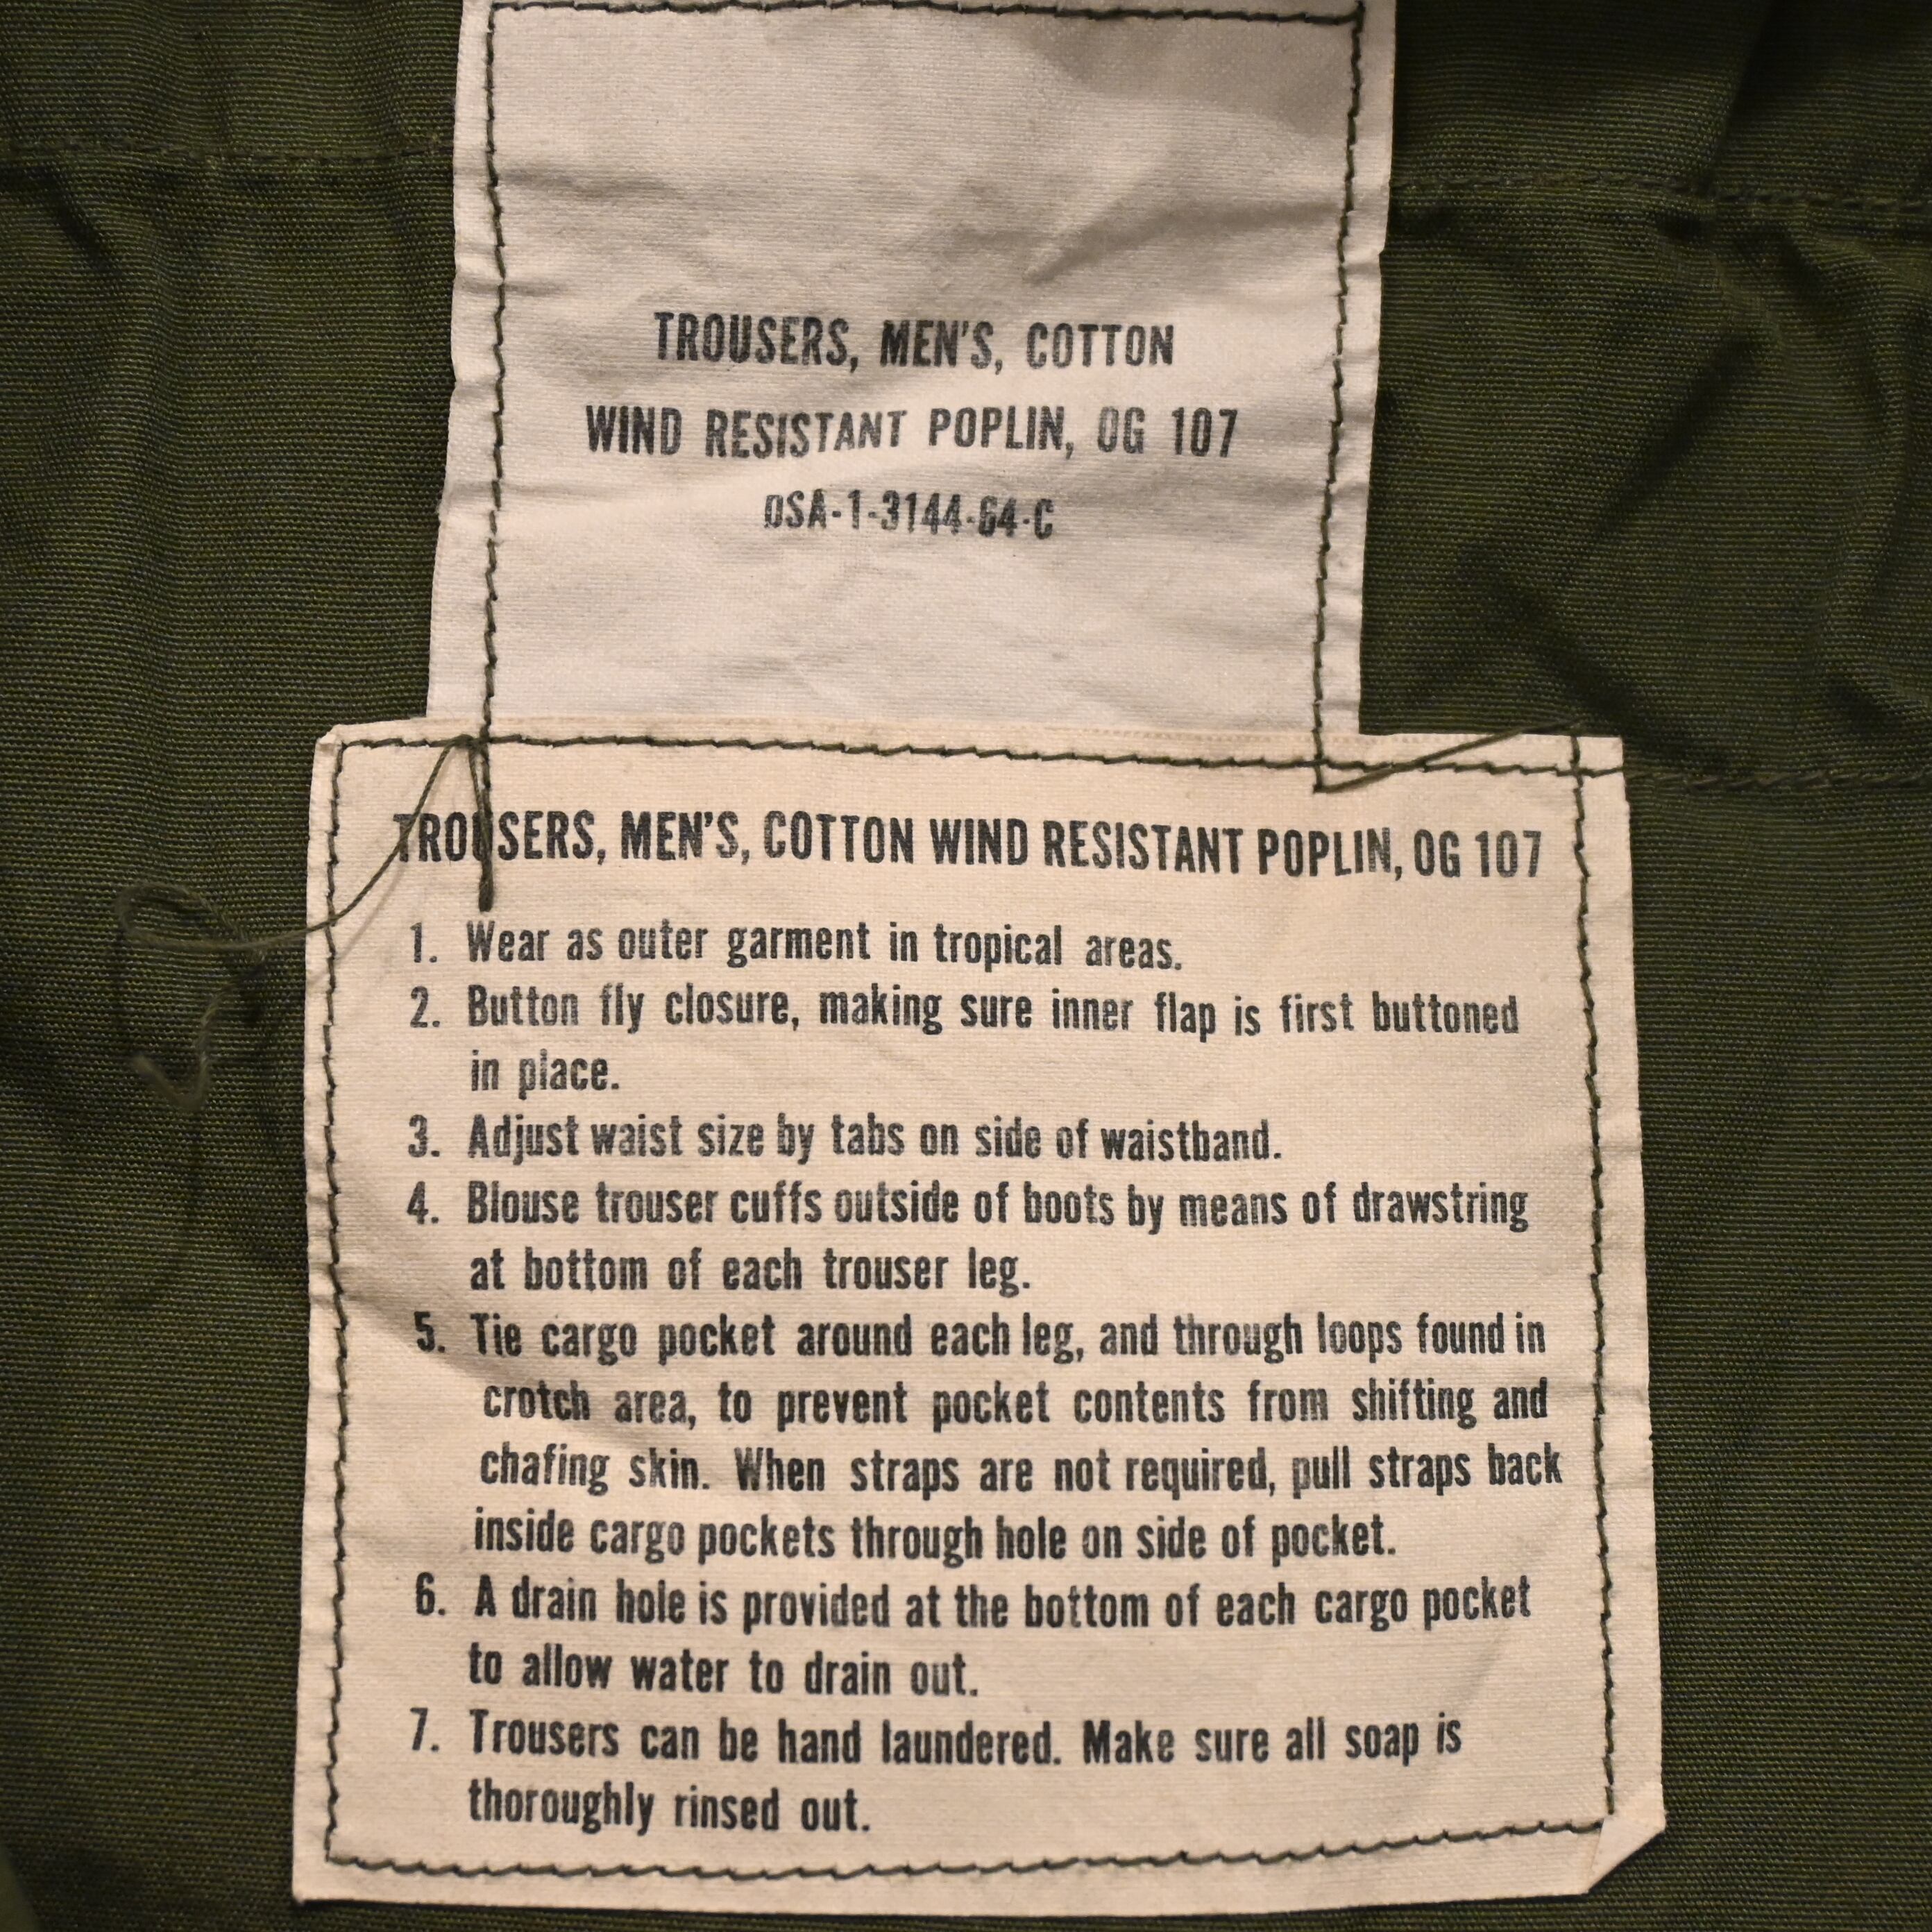 TROUSERS, MEN'S, COTTON
WIND RESISTANT POPLIN, OG 107
DSA-1-3144-64-C
TROUSERS, MEN'S, COTTON WIND RESISTANT POPLIN, OG 107
1. Wear as outer garment in tropical areas.
2. Button fly closure, making sure inner flap is first buttoned
in place.
3. Adjust waist size by tabs on side of waistband.
4. Blouse trouser cuffs outside of boots by means of drawstring
at bottom of each trouser leg.
5. Tie cargo pocket around each leg, and through loops found in
crotch area, to prevent pocket contents from shifting and
chafing skin. When straps are not required, pull straps back
inside cargo pockets through hole on side of pocket.
6. A drain hole is provided at the bottom of each cargo pocket
to allow water to drain out.
7. Trousers can be hand laundered. Make sure all soap is
thoroughly rinsed out.